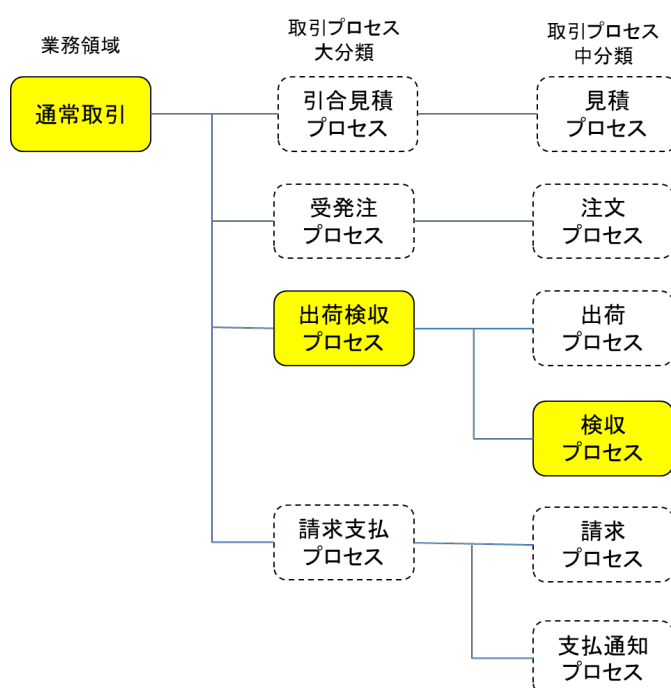 業務領域
取引プロセス
大分類
取引プロセス
中分類
通常取引
引合見積
プロセス
見積
プロセス
受発注
プロセス
注文
プロセス
出荷検収
プロセス
出荷
プロセス
検収
プロセス
請求支払
プロセス
請求
プロセス
支払通知
プロセス